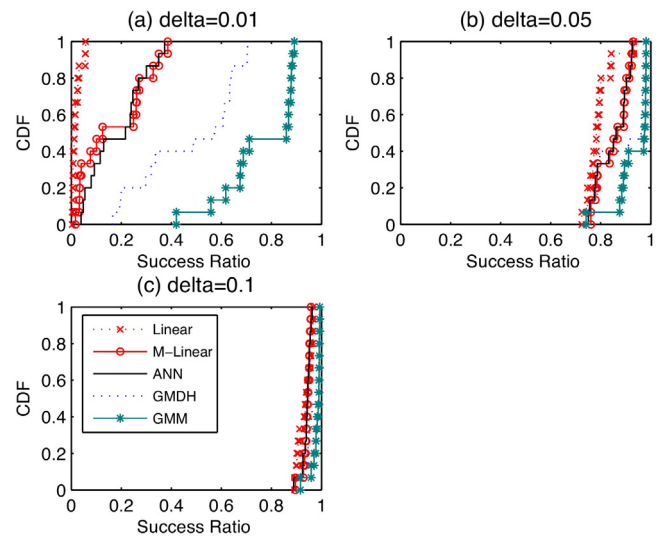 (a) delta=0.01
CDF
1
0.8
0.6
0.4
0.2
0
0 0.2 0.4 0.6 0.8 1
Success Ratio
(b) delta=0.05
CDF
1
0.8
0.6
0.4
0.2
0
0 0.2 0.4 0.6 0.8 1
Success Ratio
(c) delta=0.1
CDF
1
0.8
0.6
0.4
0.2
0
Linear
M-Linear
ANN
GMDH
GMM
0 0.2 0.4 0.6 0.8 1
Success Ratio